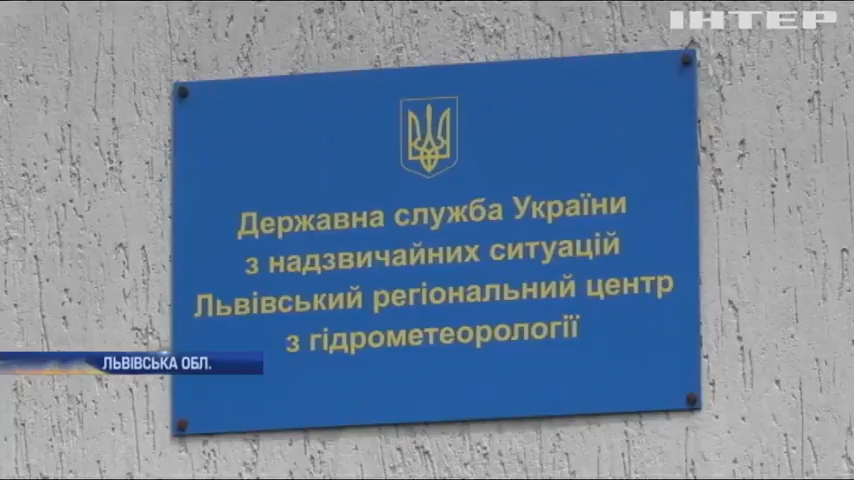 ІНТЕР
Державна служба України
з надзвичайних ситуацій
Львівський регіональний центр
з гідрометеорології
ЛЬВІВСЬКА ОБЛ.